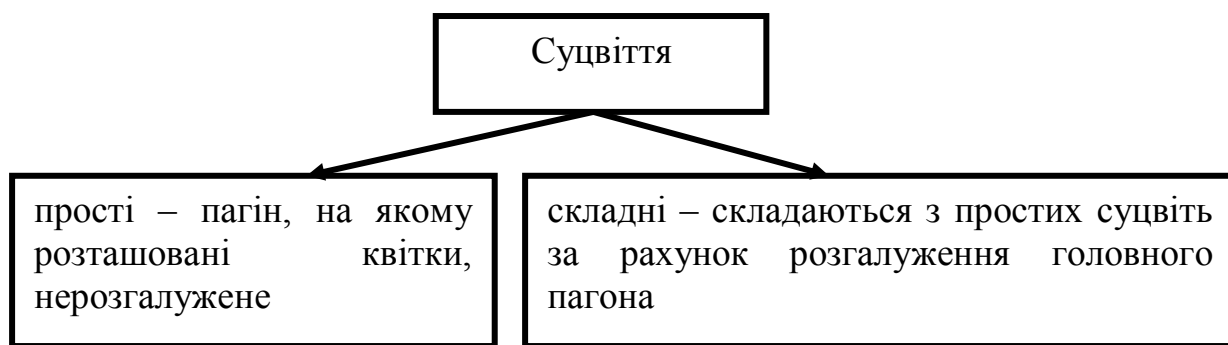 Суцвіття
прості – пагін, на якому
розташовані квітки,
нерозгалужене
складні – складаються з простих суцвіть
за рахунок розгалуження головного
пагона